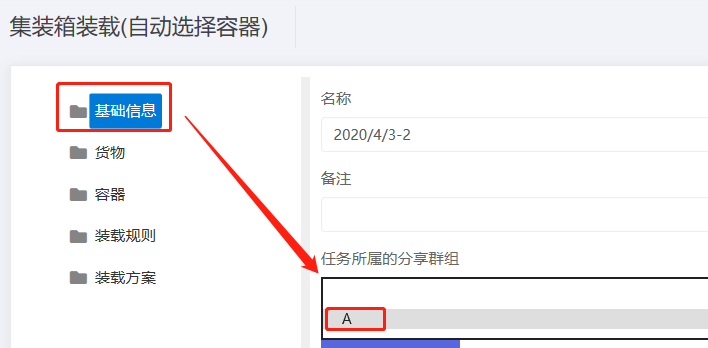 集装箱装载(自动选择容器)
基础信息
货物
容器
装载规则
装载方案
名称
2020/4/3-2
备注
任务所属的分享群组
A